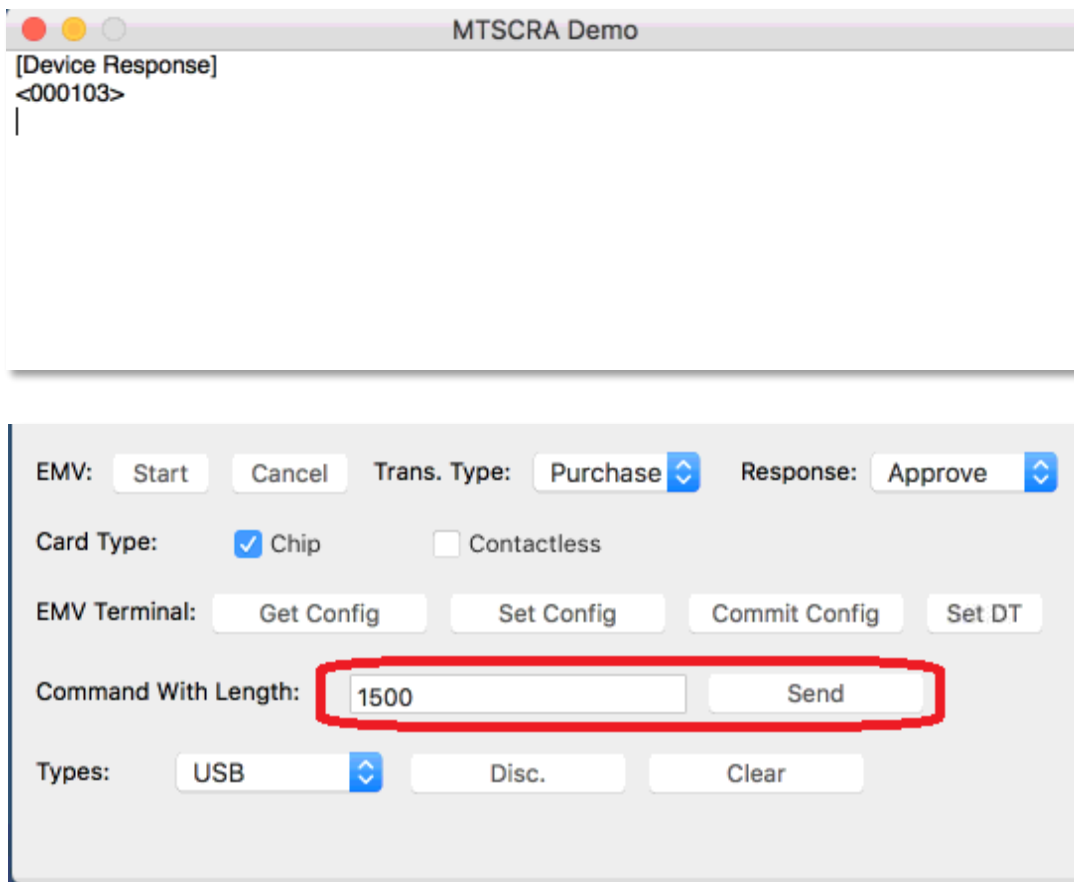 MTSCRA Demo
[Device Response]
<000103>
EMV: Start Cancel Trans. Type: Purchase Response: Approve
Card Type: Chip Contactless
EMV Terminal: Get Config Set Config Commit Config Set DT
Command With Length: 1500 Send
Types: USB Disc. Clear